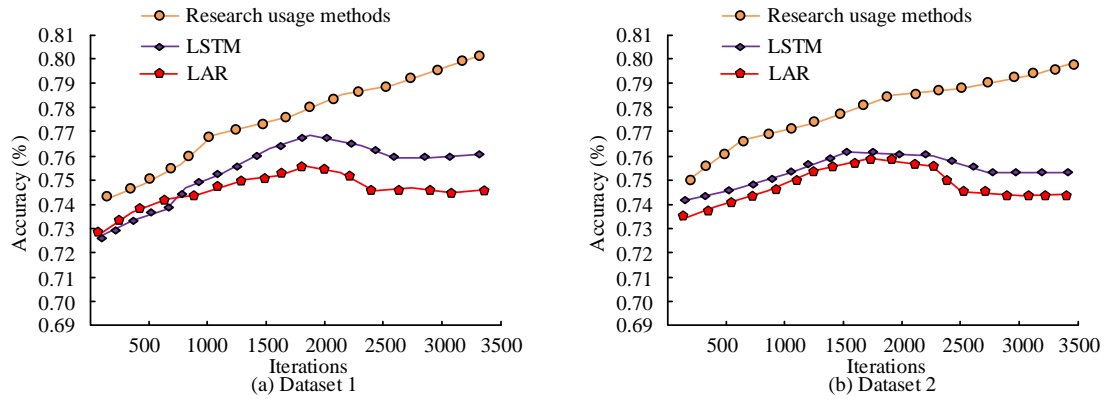 Research usage methods
LSTM
LAR
0.81
0.80
0.79
0.78
0.77
0.76
0.75
0.74
0.73
0.72
0.71
0.70
0.69
Accuracy (%)
500 1000 1500 2000 2500 3000 3500
Iterations
(a) Dataset 1
Research usage methods
LSTM
LAR
0.81
0.80
0.79
0.78
0.77
0.76
0.75
0.74
0.73
0.72
0.71
0.70
0.69
Accuracy (%)
500 1000 1500 2000 2500 3000 3500
Iterations
(b) Dataset 2